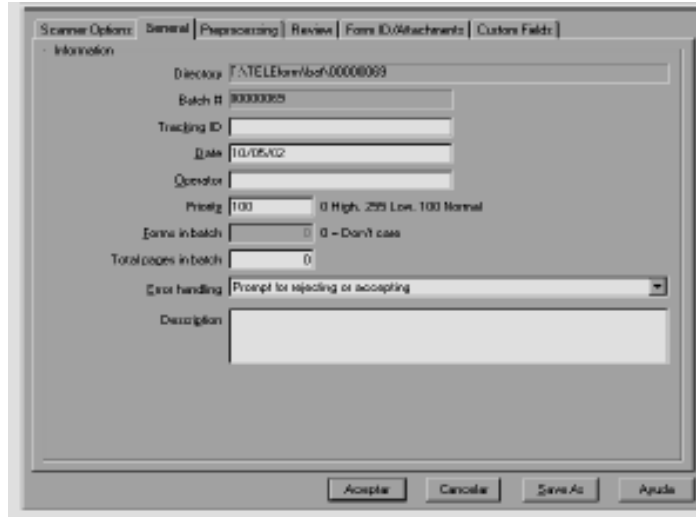 Scanner Options General Preprocessing Review Form ID/Attachments Custom Fields
Information
Directory T:\TELEform\bat\00000069
Batch # 00000069
Tracking ID
Date 10/05/02
Operator
Priority 100 0 High, 255 Low, 100 Normal
Forms in batch 0 0 = Don't care
Total pages in batch 0
Error handling Prompt for rejecting or accepting
Description
Aceptar Cancelar Save As Ayuda